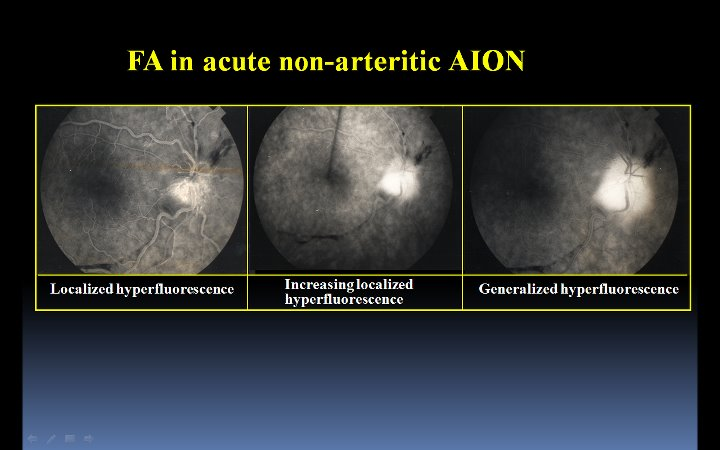 FA in acute non-arteritic AION
Localized hyperfluorescence
Increasing localized
hyperfluorescence
Generalized hyperfluorescence